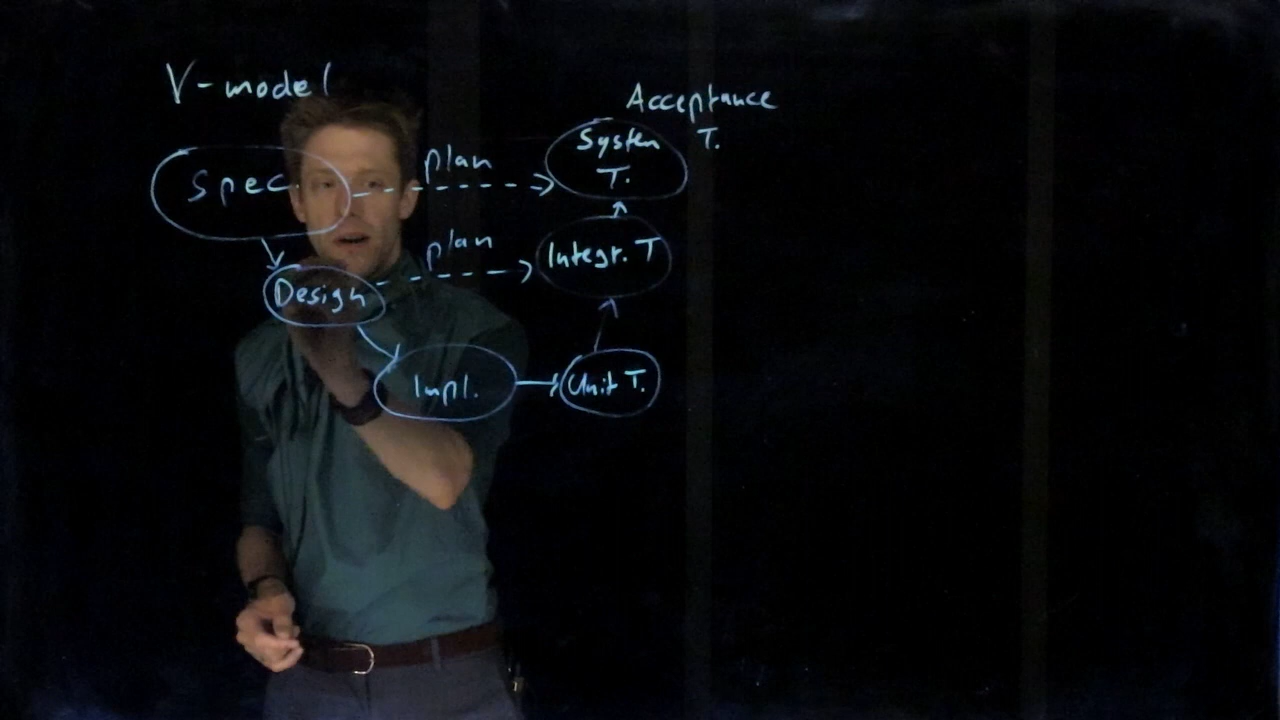 V-model
Acceptance
T.
Spec.
plan
System
T.
Design
plan
Integr. T
Impl.
Unit T.